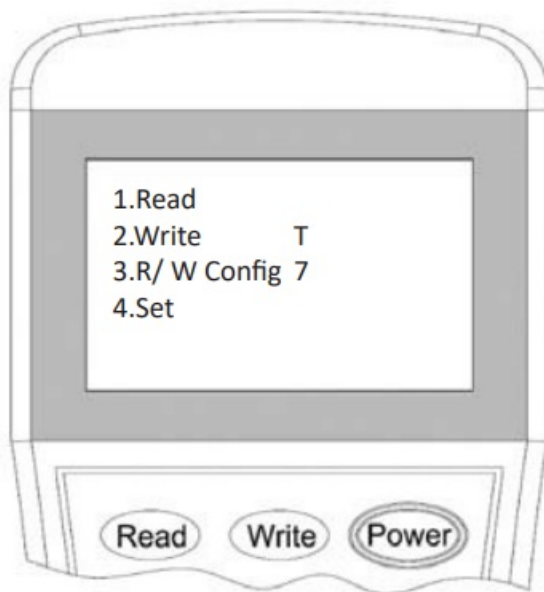 1.Read
2.Write T
3.R/ W Config 7
4.Set
Read Write Power